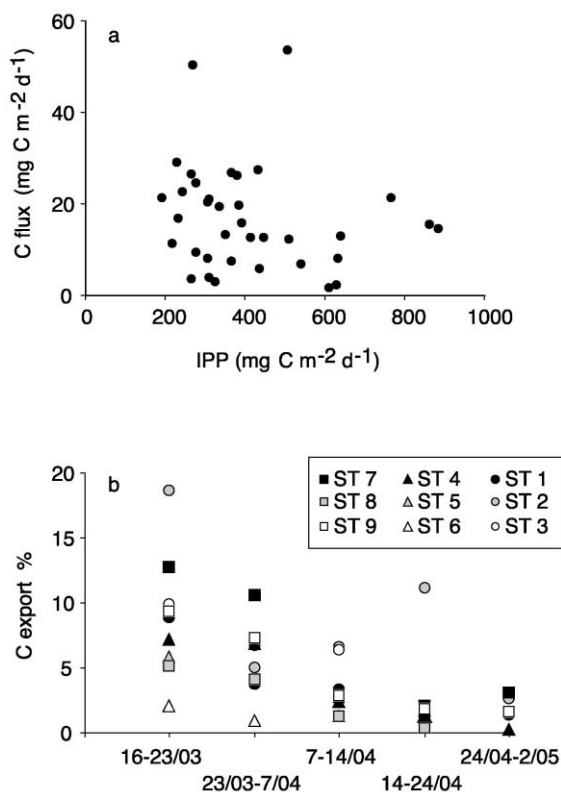 a
60
40
20
0
C flux (mg C m⁻² d⁻¹)
0 200 400 600 800 1000
IPP (mg C m⁻² d⁻¹)
b
ST 7 ST 4 ST 1
ST 8 ST 5 ST 2
ST 9 ST 6 ST 3
20
15
10
5
0
C export %
16-23/03 7-14/04 24/04-2/05
23/03-7/04 14-24/04